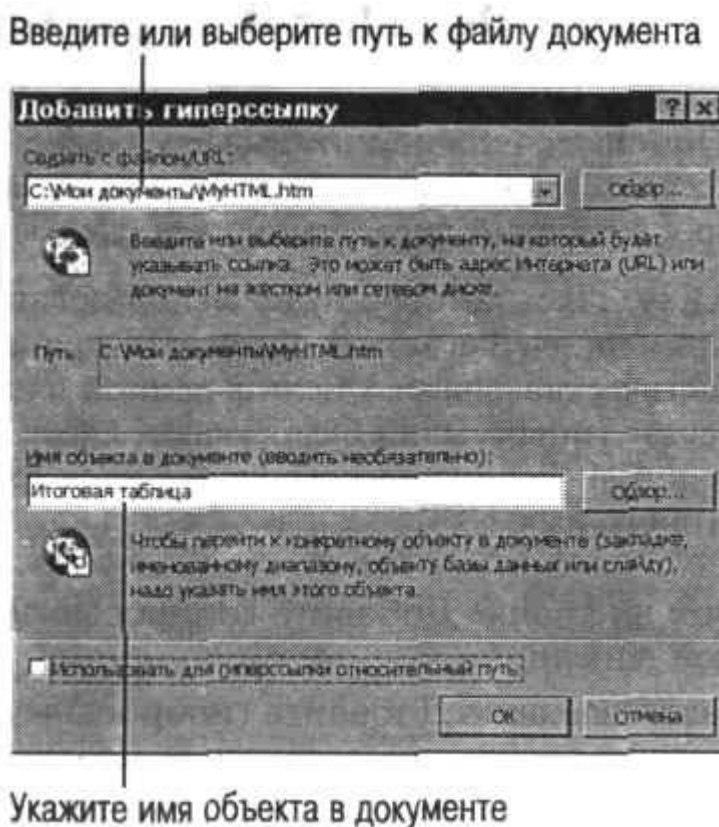 Введите или выберите путь к файлу документа
Добавить гиперссылку
Связать с файлом/URL:
C:\Мои документы\MyHTML.htm
Обзор...
Введите или выберите путь к документу, на который будет
указывать ссылка. Это может быть адрес Интернета (URL) или
документ на жестком или сетевом диске.
Путь: C:\Мои документы\MyHTML.htm
Имя объекта в документе (вводить необязательно):
Итоговая таблица
Обзор...
Чтобы перейти к конкретному объекту в документе (закладке,
именованному диапазону, объекту базы данных или слайду),
надо указать имя этого объекта.
Использовать для гиперссылки относительный путь
ОК
Отмена
Укажите имя объекта в документе